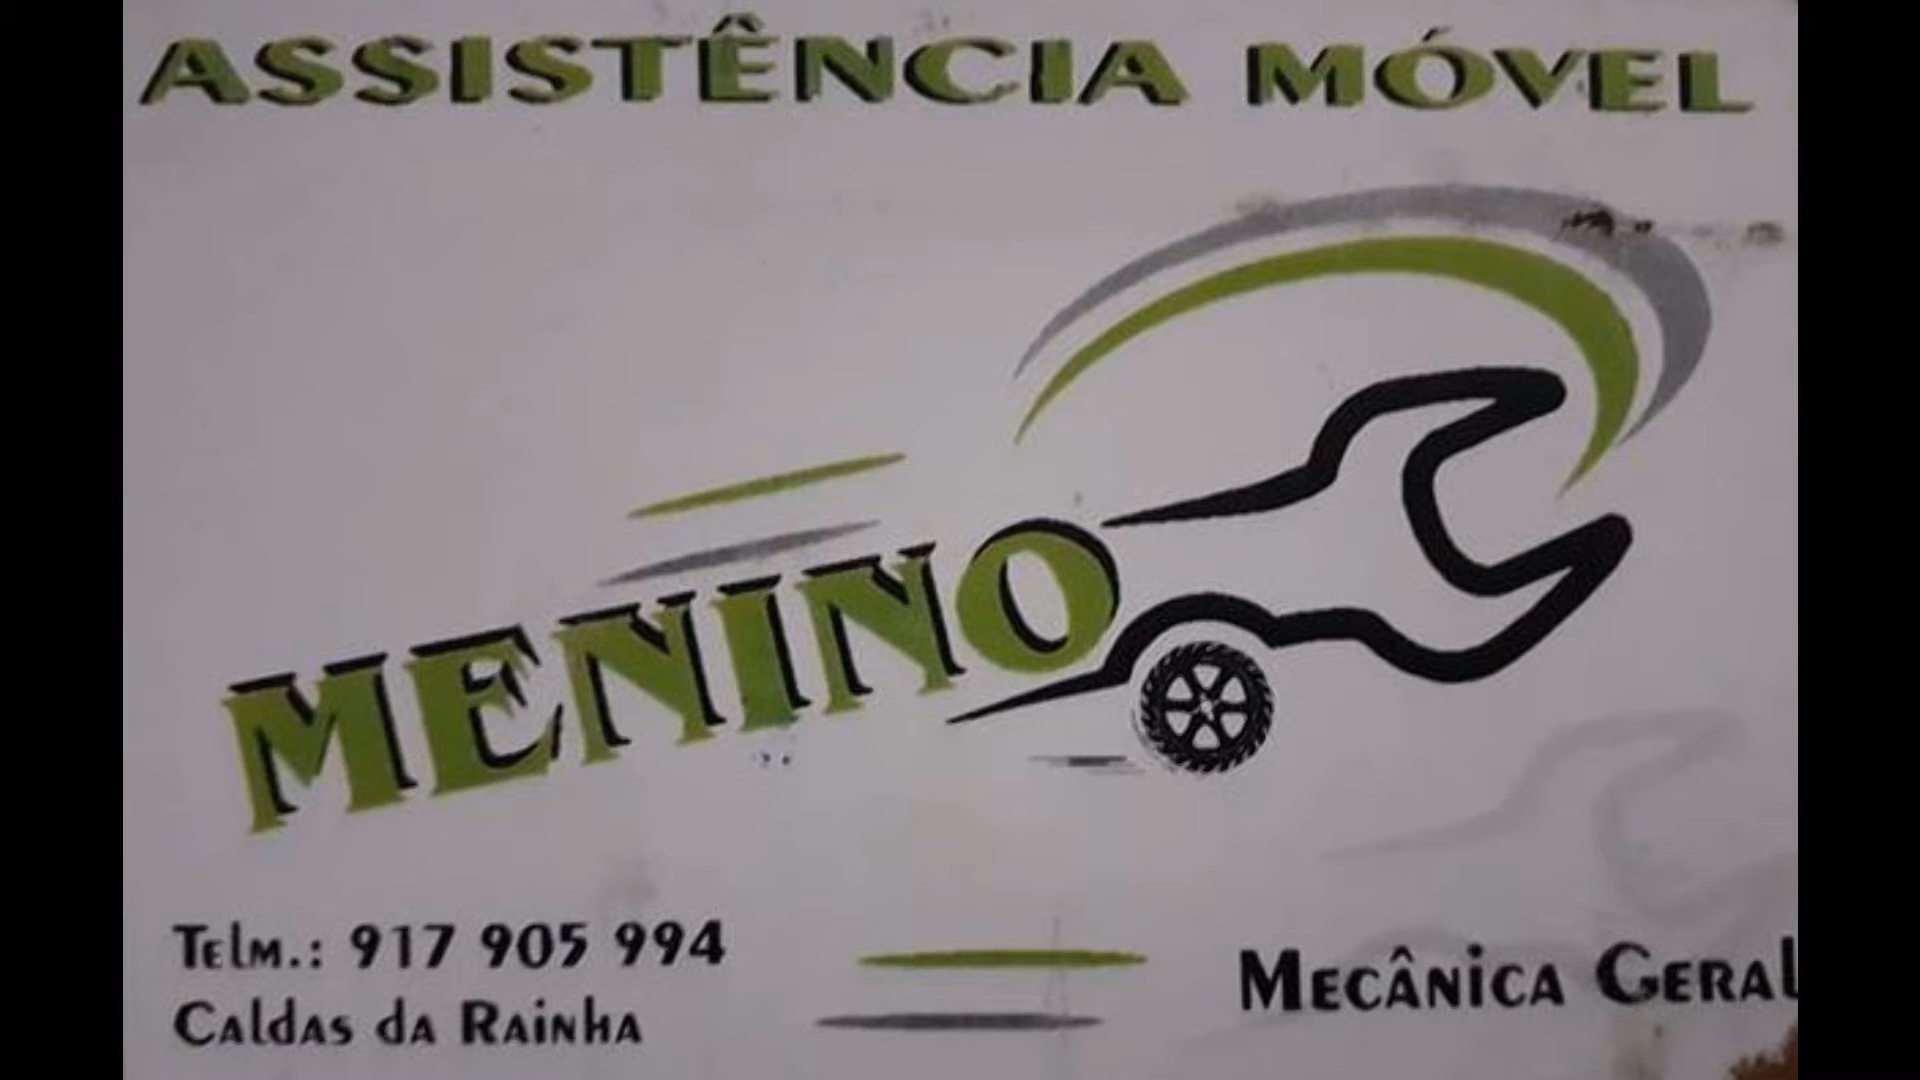 ASSISTÊNCIA MÓVEL
MENINO
Telm.: 917 905 994
Caldas da Rainha
Mecânica Geral